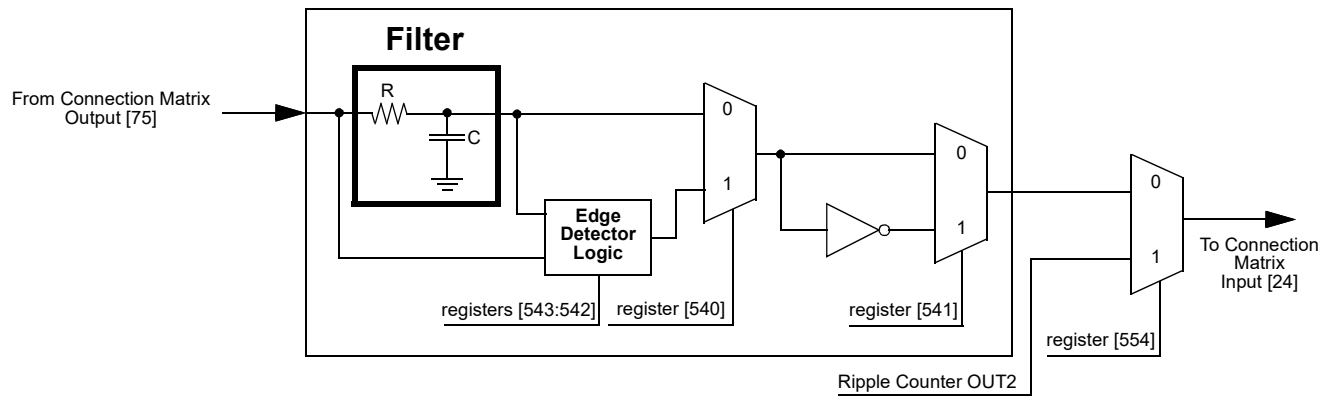 Filter
R
C
From Connection Matrix
Output [75]
0
1
Edge
Detector
Logic
registers [543:542]
register [540]
0
1
register [541]
0
1
To Connection
Matrix
Input [24]
register [554]
Ripple Counter OUT2